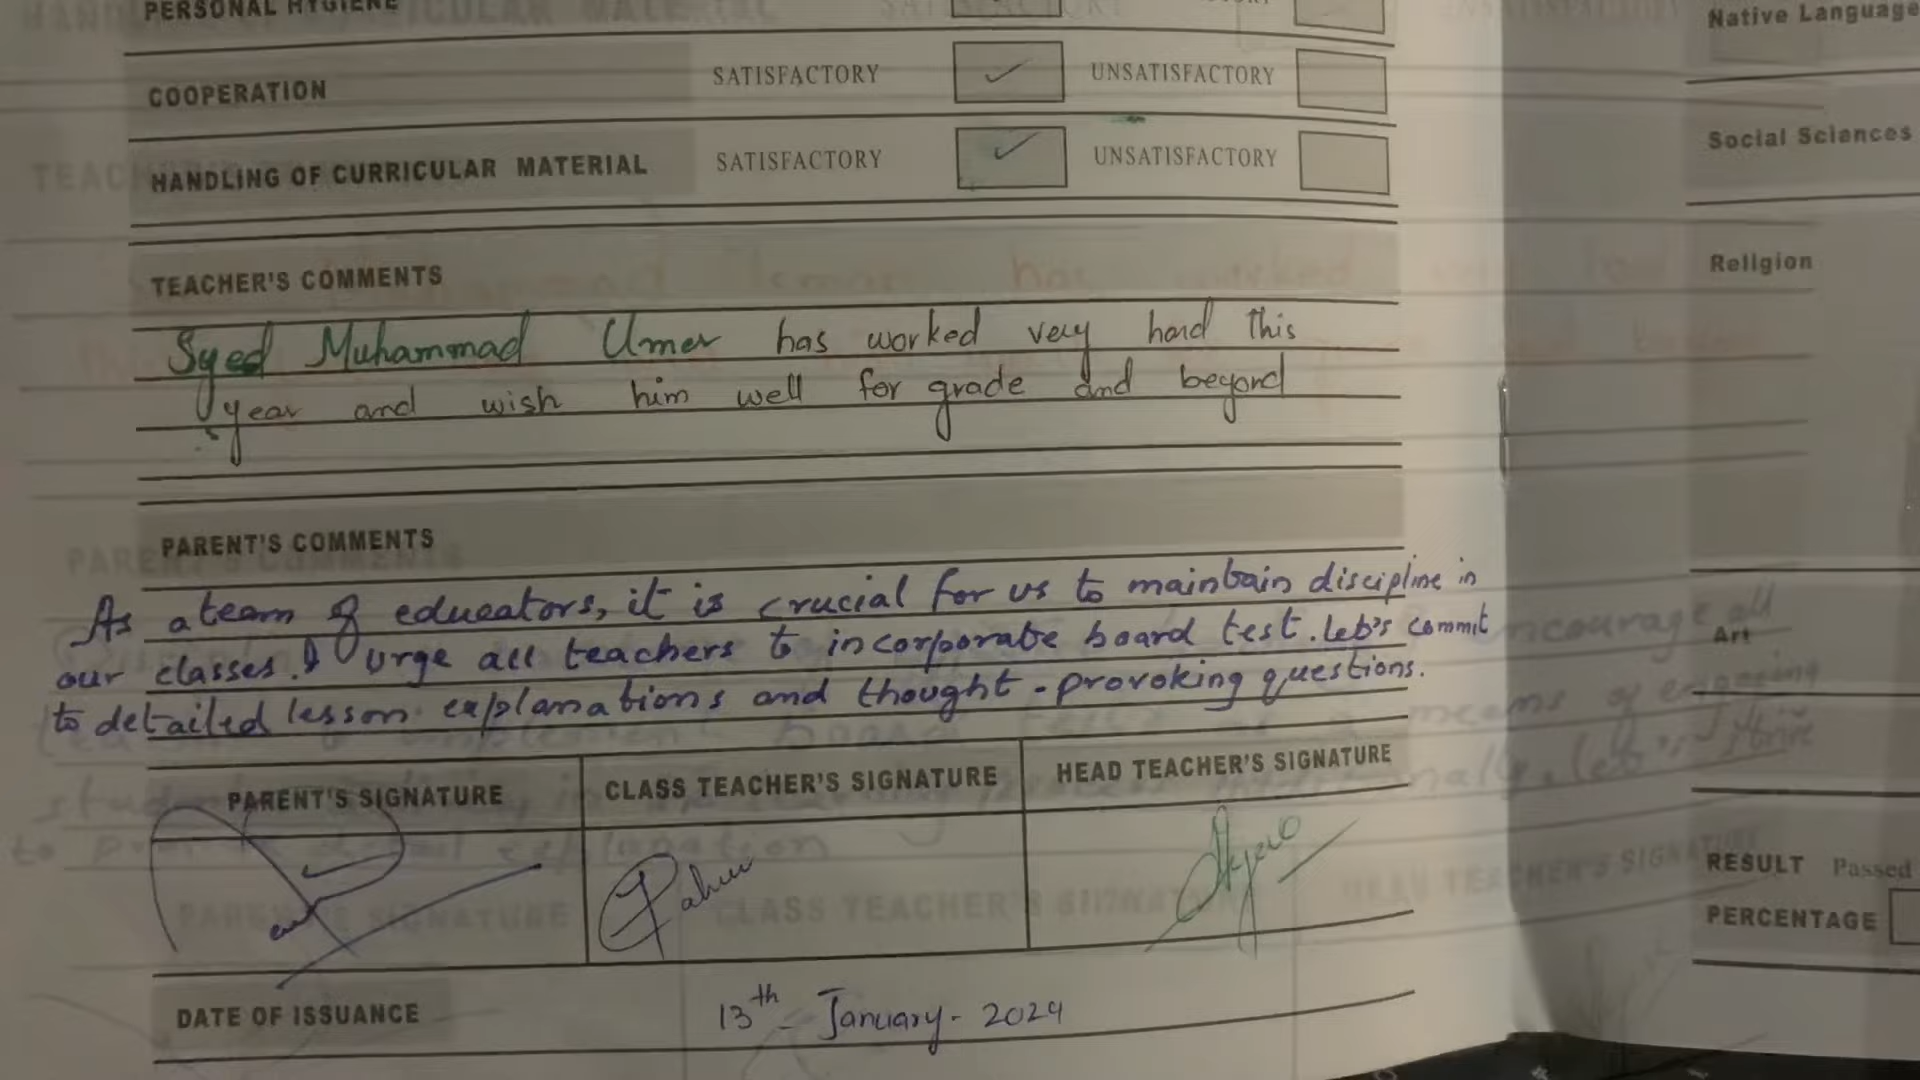 PERSONAL HYGIENE
COOPERATION SATISFACTORY UNSATISFACTORY
HANDLING OF CURRICULAR MATERIAL SATISFACTORY UNSATISFACTORY
TEACHER'S COMMENTS
Syed Muhammad Umer has worked very hard this
year and wish him well for grade and beyond
PARENT'S COMMENTS
As a team of educators, it is crucial for us to maintain discipline in
our classes. I urge all teachers to incorporate board test. Let's commit
to detailed lesson explanations and thought-provoking questions.
PARENT'S SIGNATURE CLASS TEACHER'S SIGNATURE HEAD TEACHER'S SIGNATURE
DATE OF ISSUANCE 13th - January - 2024
Native Language
Social Sciences
Religion
Art
RESULT Passed
PERCENTAGE